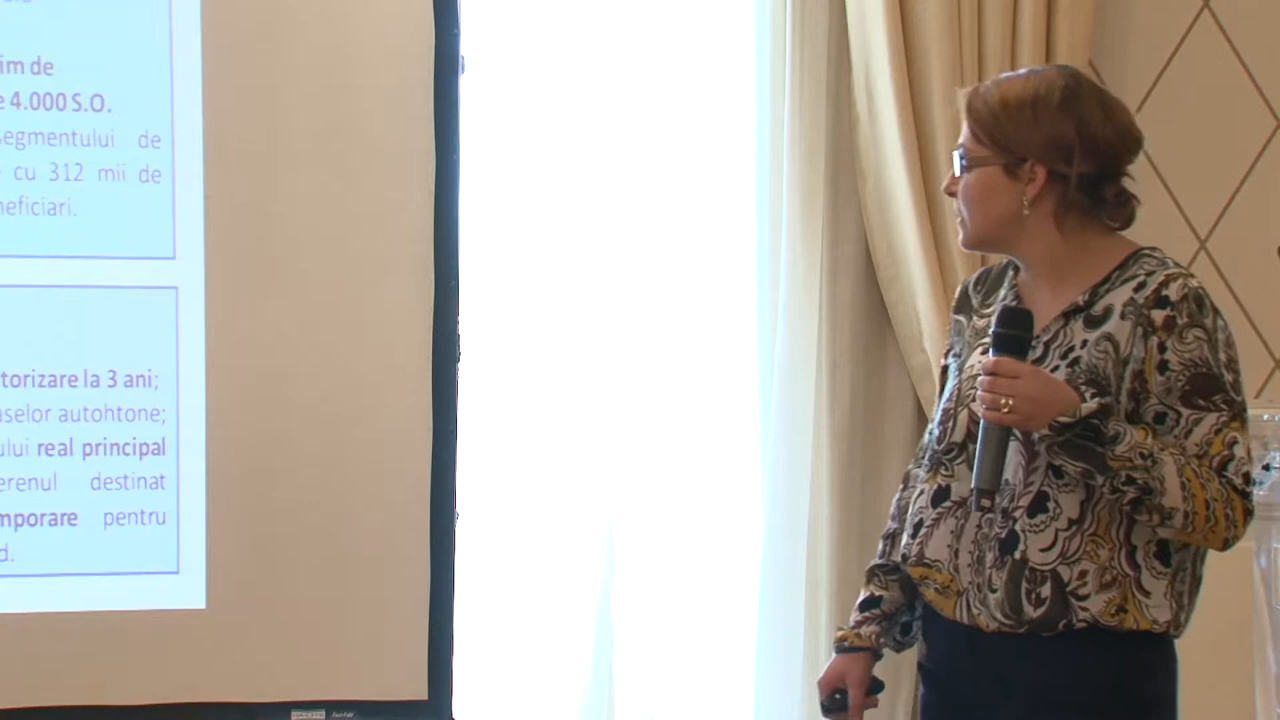 im de
e 4.000 S.O.
segmentului de
cu 312 mii de
neficiari.
torizare la 3 ani;
aselor autohtone;
ului real principal
erenul destinat
mporare pentru
d.